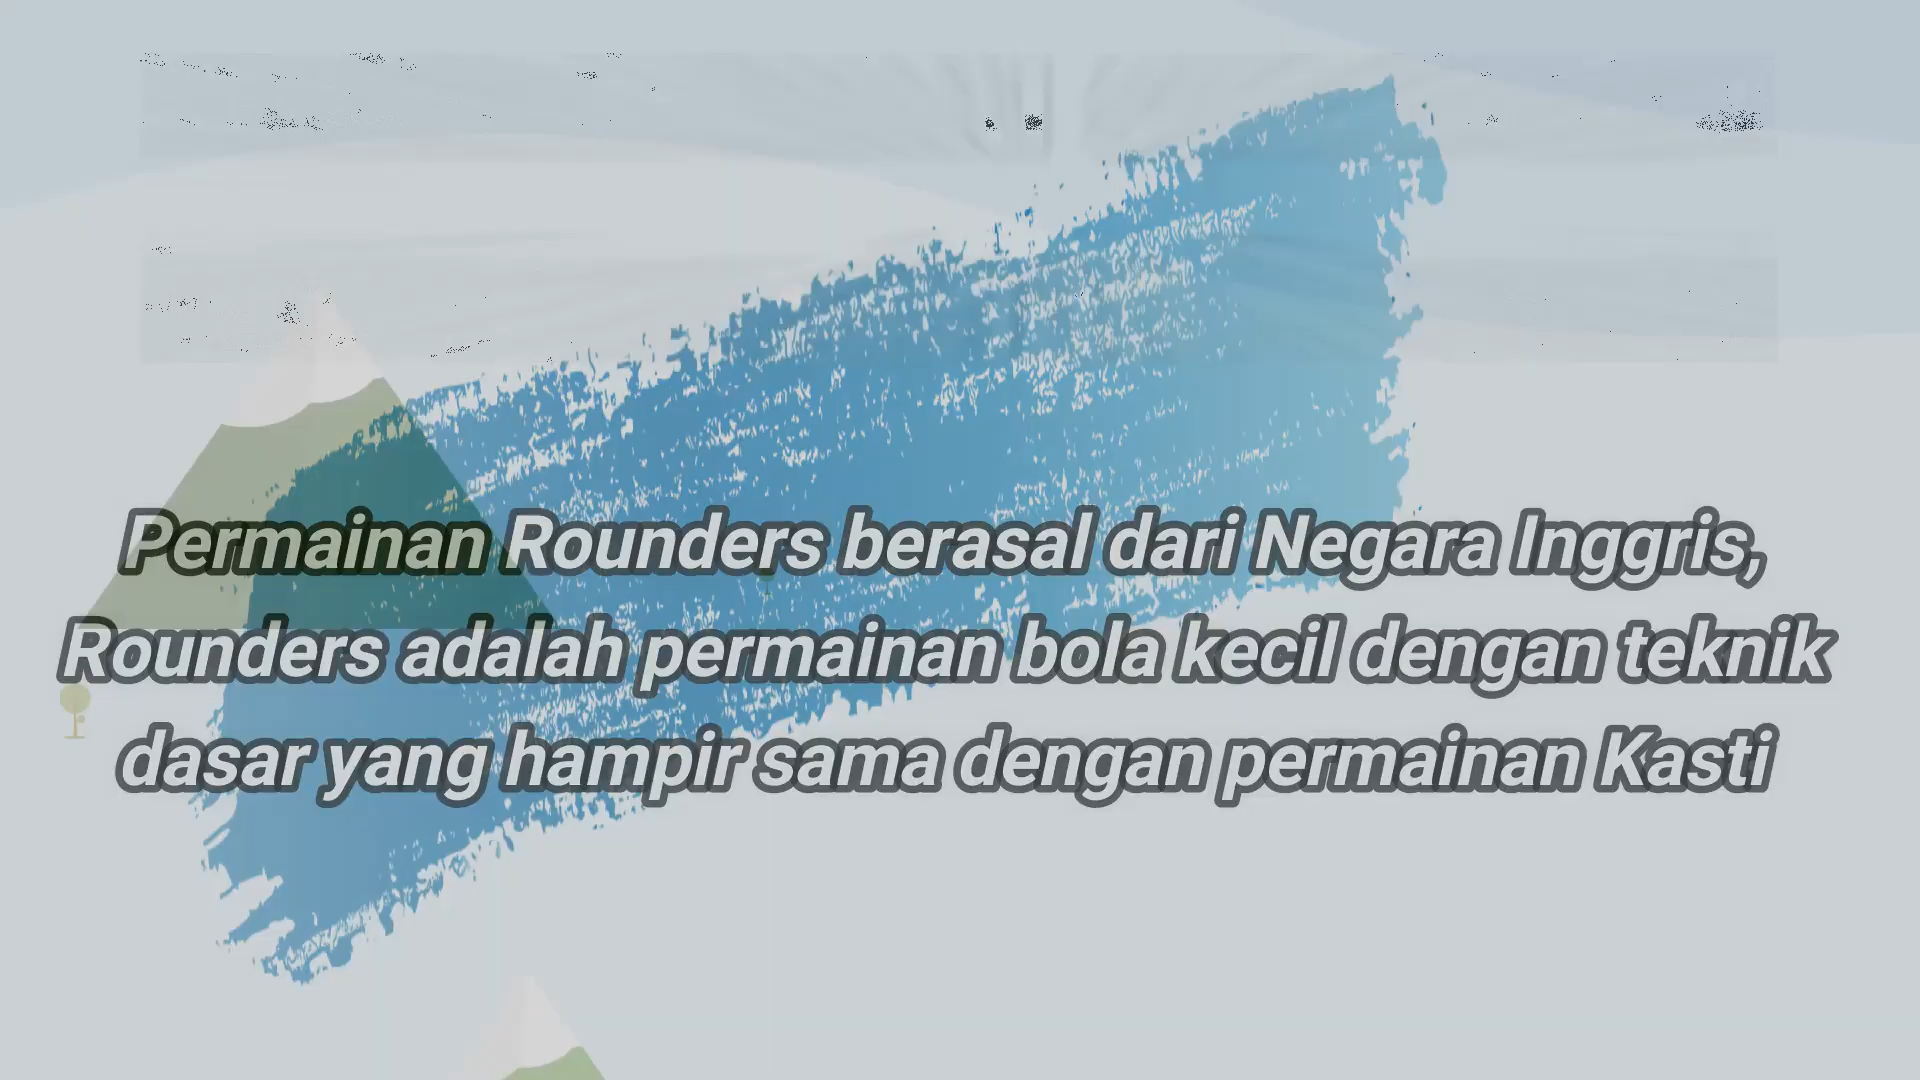 Permainan Rounders berasal dari Negara Inggris,
Rounders adalah permainan bola kecil dengan teknik
dasar yang hampir sama dengan permainan Kasti